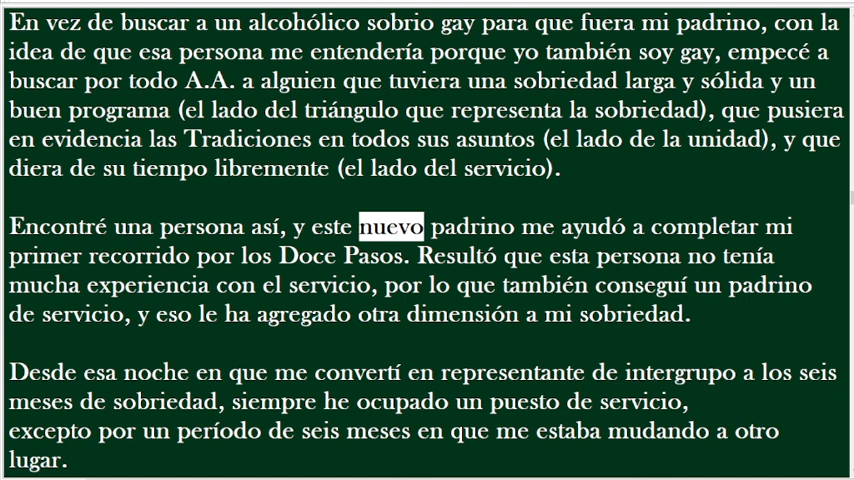 En vez de buscar a un alcohólico sobrio gay para que fuera mi padrino, con la
idea de que esa persona me entendería porque yo también soy gay, empecé a
buscar por todo A.A. a alguien que tuviera una sobriedad larga y sólida y un
buen programa (el lado del triángulo que representa la sobriedad), que pusiera
en evidencia las Tradiciones en todos sus asuntos (el lado de la unidad), y que
diera de su tiempo libremente (el lado del servicio).
Encontré una persona así, y este nuevo padrino me ayudó a completar mi
primer recorrido por los Doce Pasos. Resultó que esta persona no tenía
mucha experiencia con el servicio, por lo que también conseguí un padrino
de servicio, y eso le ha agregado otra dimensión a mi sobriedad.
Desde esa noche en que me convertí en representante de intergrupo a los seis
meses de sobriedad, siempre he ocupado un puesto de servicio,
excepto por un período de seis meses en que me estaba mudando a otro
lugar.